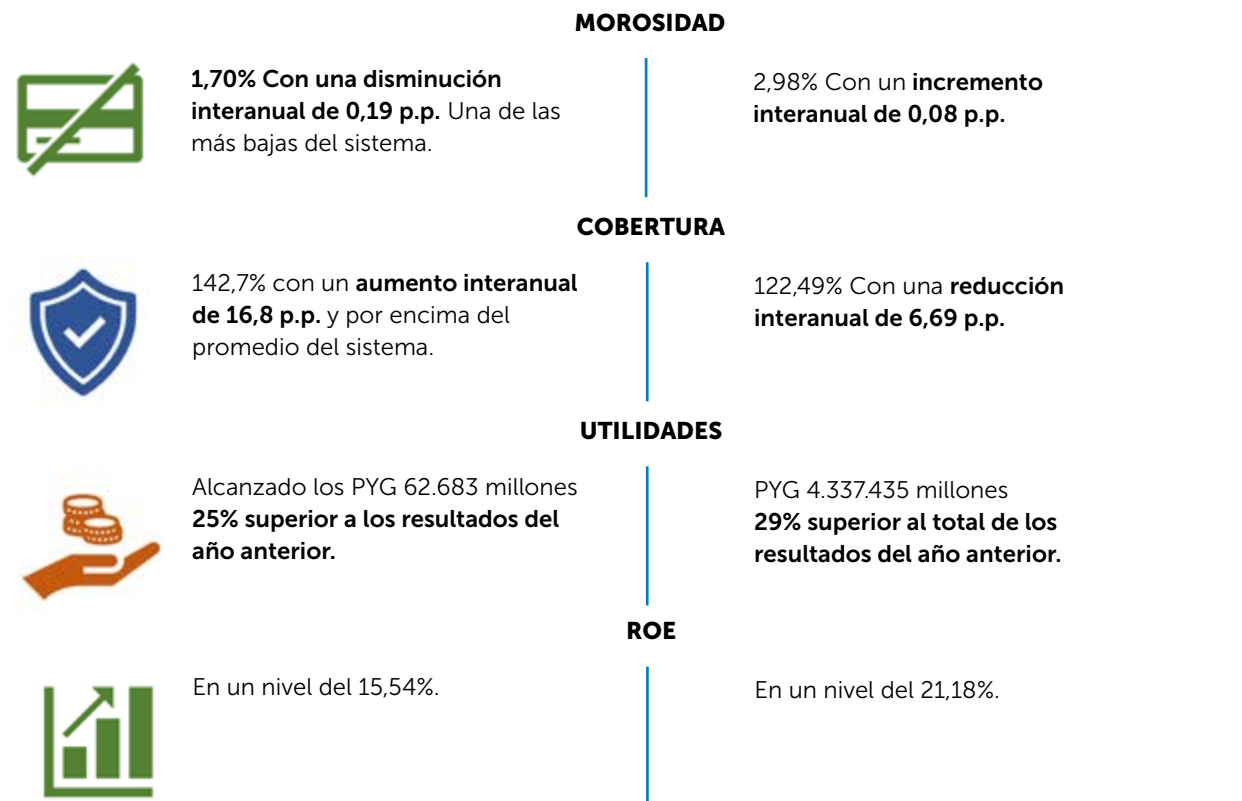 MOROSIDAD
1,70% Con una disminución
interanual de 0,19 p.p. Una de las
más bajas del sistema.
2,98% Con un incremento
interanual de 0,08 p.p.
COBERTURA
142,7% con un aumento interanual
de 16,8 p.p. y por encima del
promedio del sistema.
122,49% Con una reducción
interanual de 6,69 p.p.
UTILIDADES
Alcanzado los PYG 62.683 millones
25% superior a los resultados del
año anterior.
PYG 4.337.435 millones
29% superior al total de los
resultados del año anterior.
ROE
En un nivel del 15,54%.
En un nivel del 21,18%.